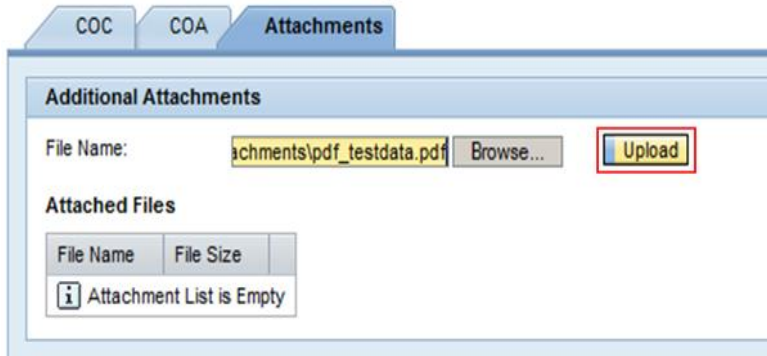 COC COA Attachments
Additional Attachments
File Name: achments\pdf_testdata.pdf Browse... Upload
Attached Files
File Name File Size
Attachment List is Empty